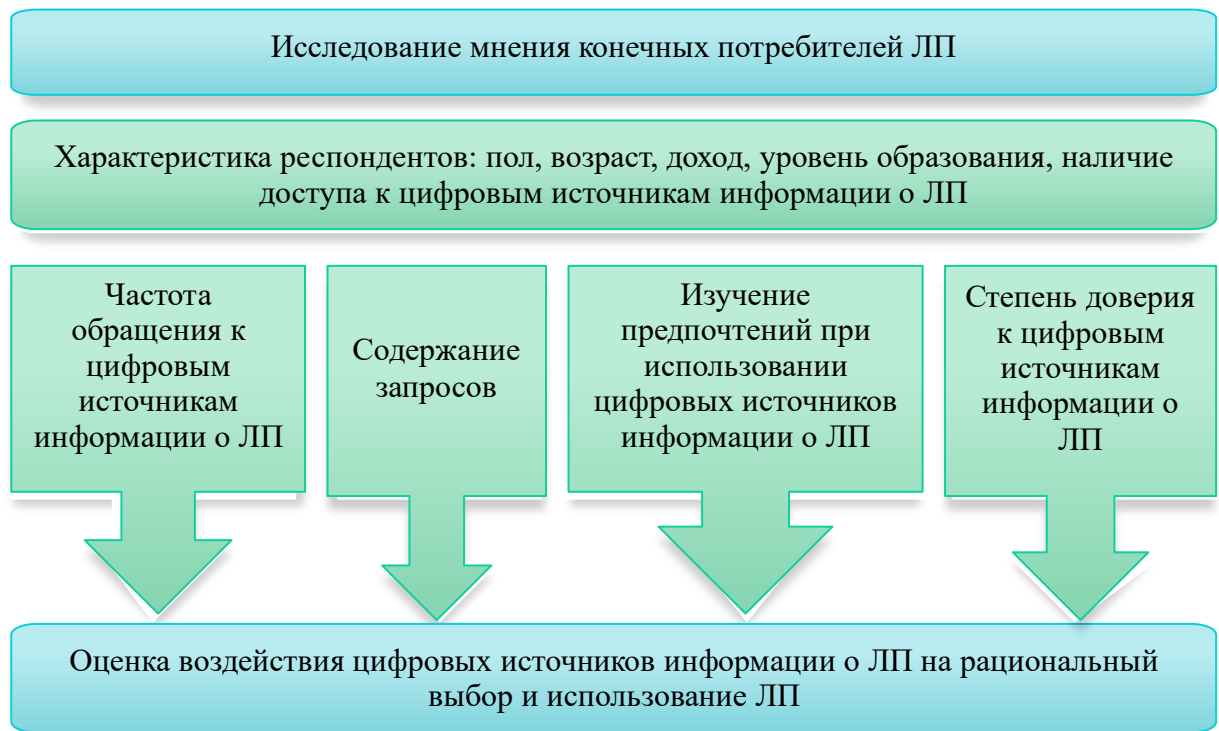 Исследование мнения конечных потребителей ЛП
Характеристика респондентов: пол, возраст, доход, уровень образования, наличие
доступа к цифровым источникам информации о ЛП
Частота
обращения к
цифровым
источникам
информации о ЛП
Содержание
запросов
Изучение
предпочтений при
использовании
цифровых источников
информации о ЛП
Степень доверия
к цифровым
источникам
информации о
ЛП
Оценка воздействия цифровых источников информации о ЛП на рациональный
выбор и использование ЛП